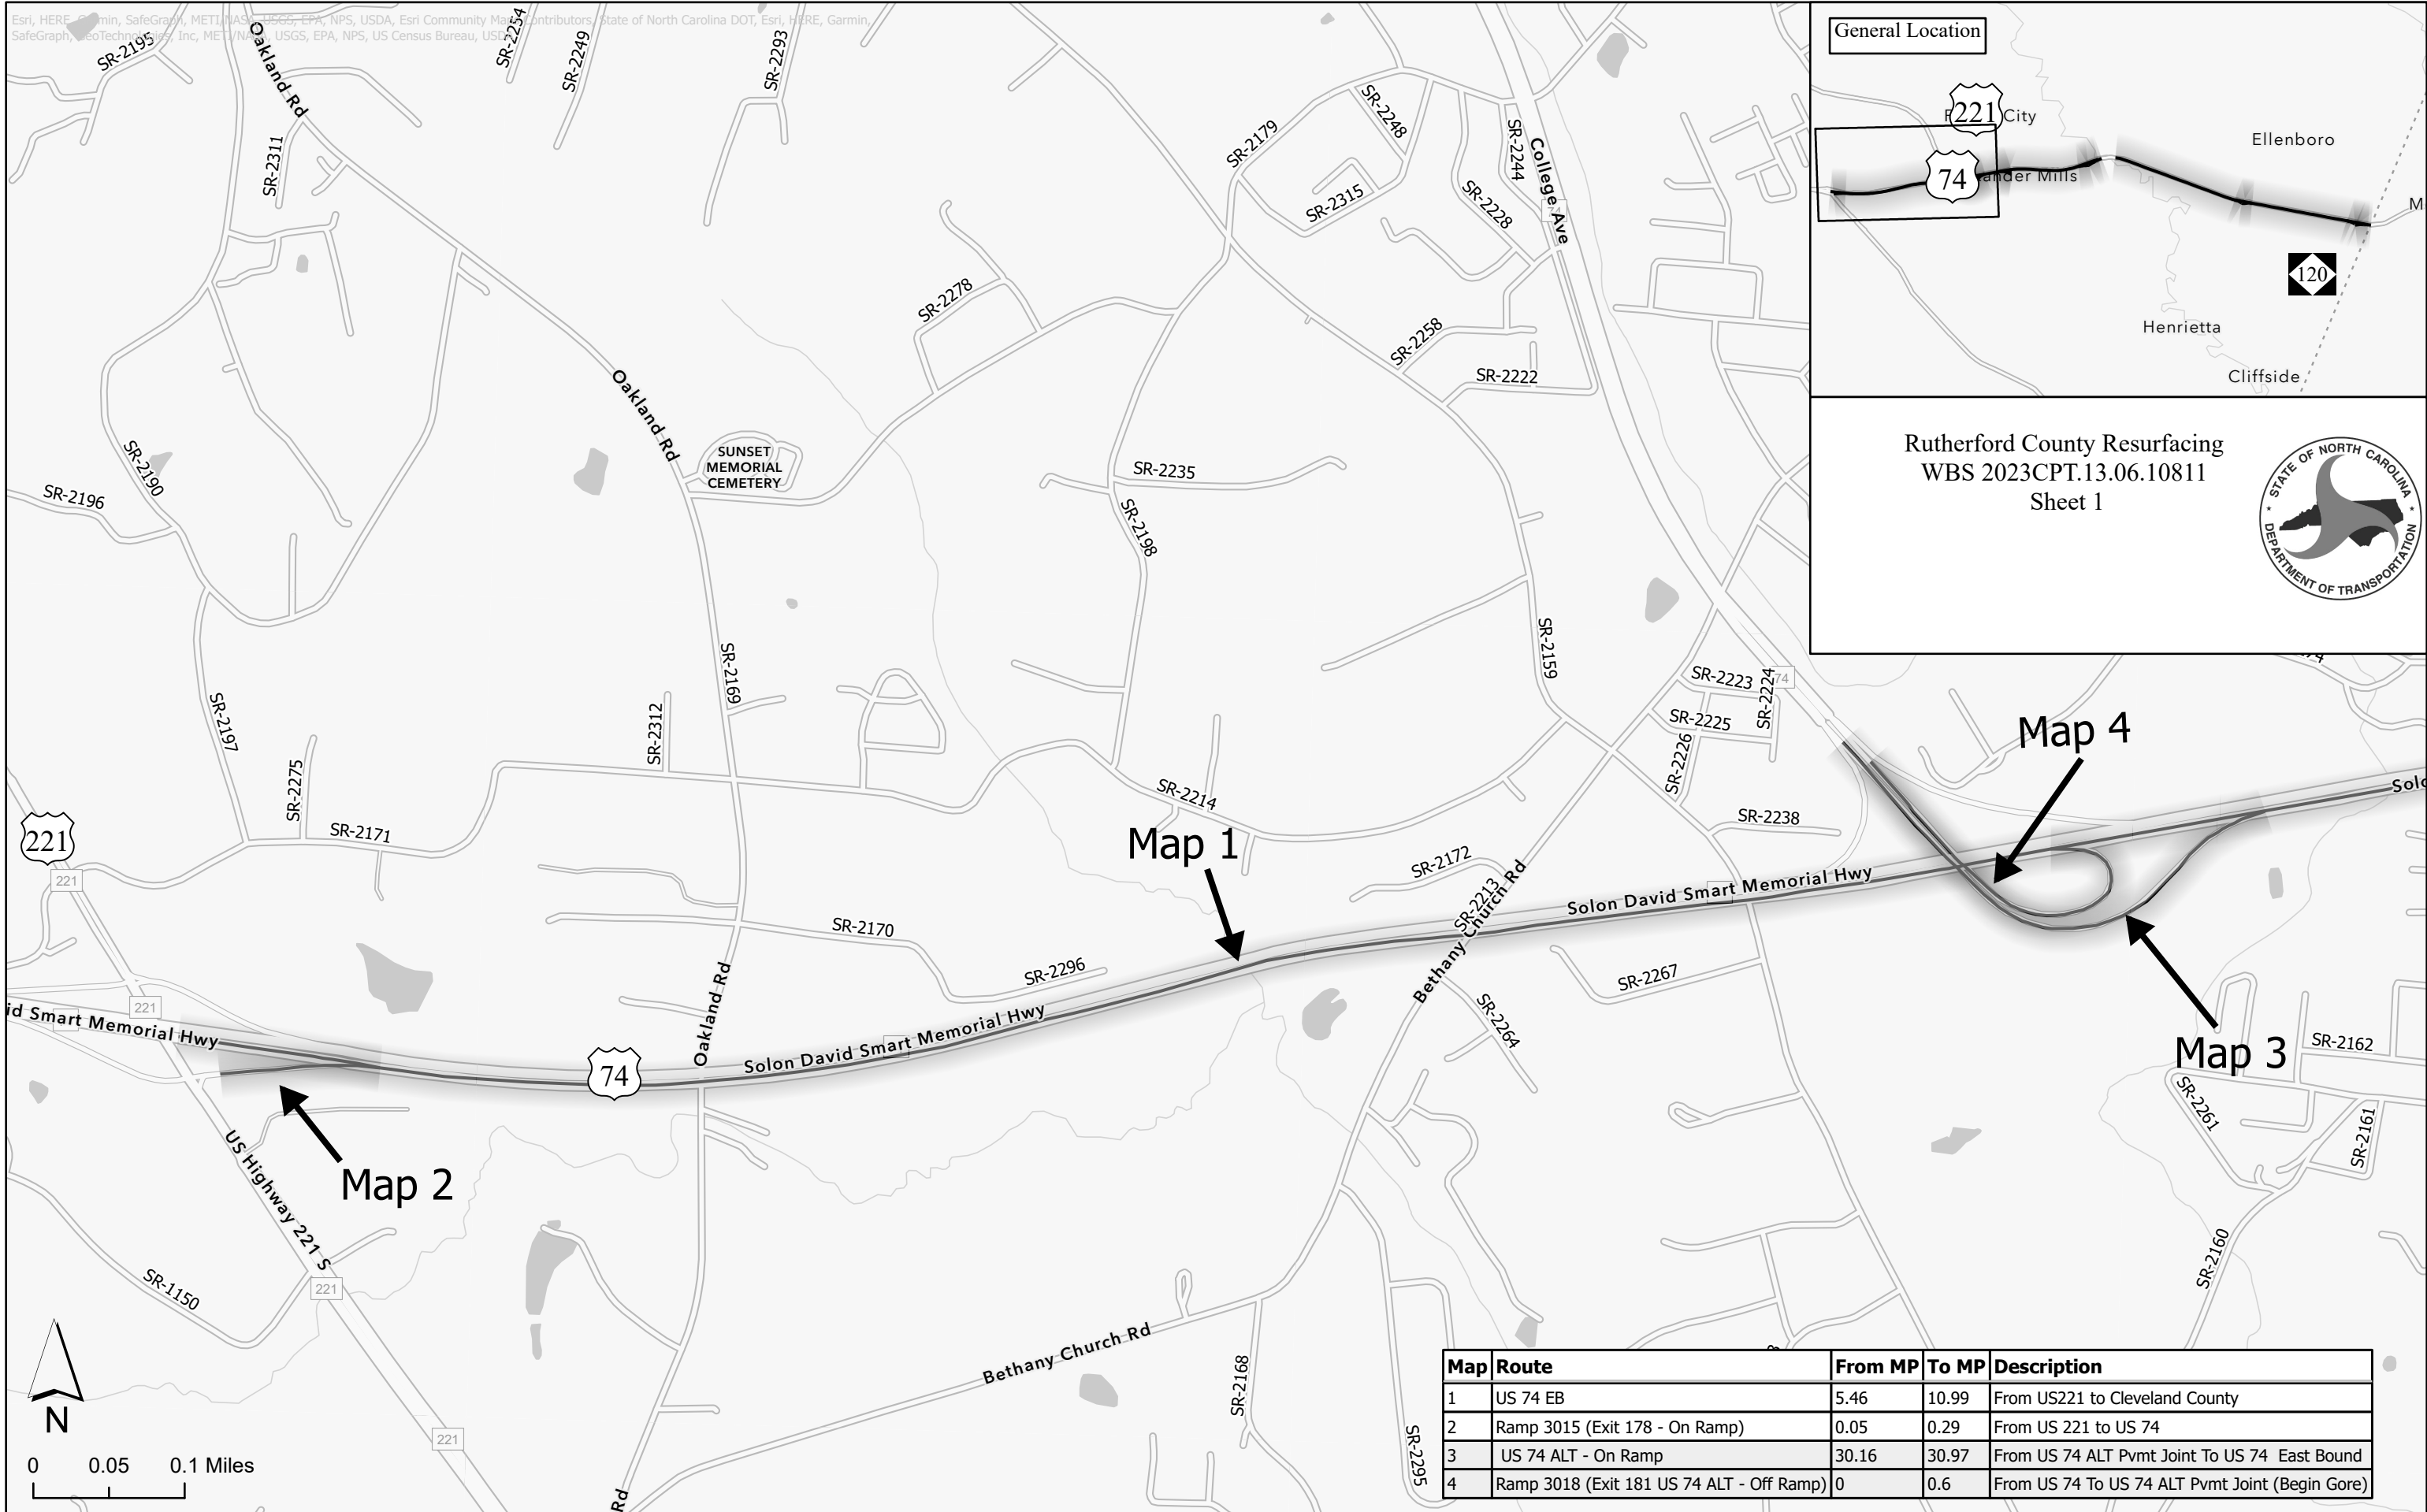 Esri, HERE, Garmin, SafeGraph, METI/NASA, USGS, EPA, NPS, USDA, Esri Community Maps Contributors, State of North Carolina DOT, Esri, HERE, Garmin,
SafeGraph, GeoTechnologies, Inc, METI/NASA, USGS, EPA, NPS, US Census Bureau, USDA
SR-2195
Oakland Rd
SR-2254
SR-2249
SR-2293
SR-2311
SR-2179
SR-2248
SR-2244
College Ave
74
SR-2315
SR-2228
SR-2278
SR-2258
SR-2222
Oakland Rd
SUNSET
MEMORIAL
CEMETERY
SR-2190
SR-2196
SR-2235
SR-2198
General Location
221
City
Ellenboro
74
ander Mills
120
Henrietta
Cliffside
Rutherford County Resurfacing
WBS 2023CPT.13.06.10811
Sheet 1
STATE OF NORTH CAROLINA
DEPARTMENT OF TRANSPORTATION
SR-2169
SR-2159
SR-2223
SR-2224
74
SR-2225
SR-2226
SR-2197
SR-2312
SR-2275
SR-2171
SR-2214
SR-2238
Map 4
Solo
221
221
Map 1
SR-2172
SR-2213
Bethany Church Rd
Solon David Smart Memorial Hwy
SR-2170
SR-2296
SR-2267
SR-2264
Oakland Rd
221
id Smart Memorial Hwy
Solon David Smart Memorial Hwy
74
Map 3
SR-2162
SR-2261
SR-2161
Map 2
US Highway 221 S
SR-1150
221
SR-2160
Bethany Church Rd
SR-2168
SR-2295
221
Rd
N
0 0.05 0.1 Miles
Map Route From MP To MP Description
1 US 74 EB 5.46 10.99 From US221 to Cleveland County
2 Ramp 3015 (Exit 178 - On Ramp) 0.05 0.29 From US 221 to US 74
3 US 74 ALT - On Ramp 30.16 30.97 From US 74 ALT Pvmt Joint To US 74 East Bound
4 Ramp 3018 (Exit 181 US 74 ALT - Off Ramp) 0 0.6 From US 74 To US 74 ALT Pvmt Joint (Begin Gore)